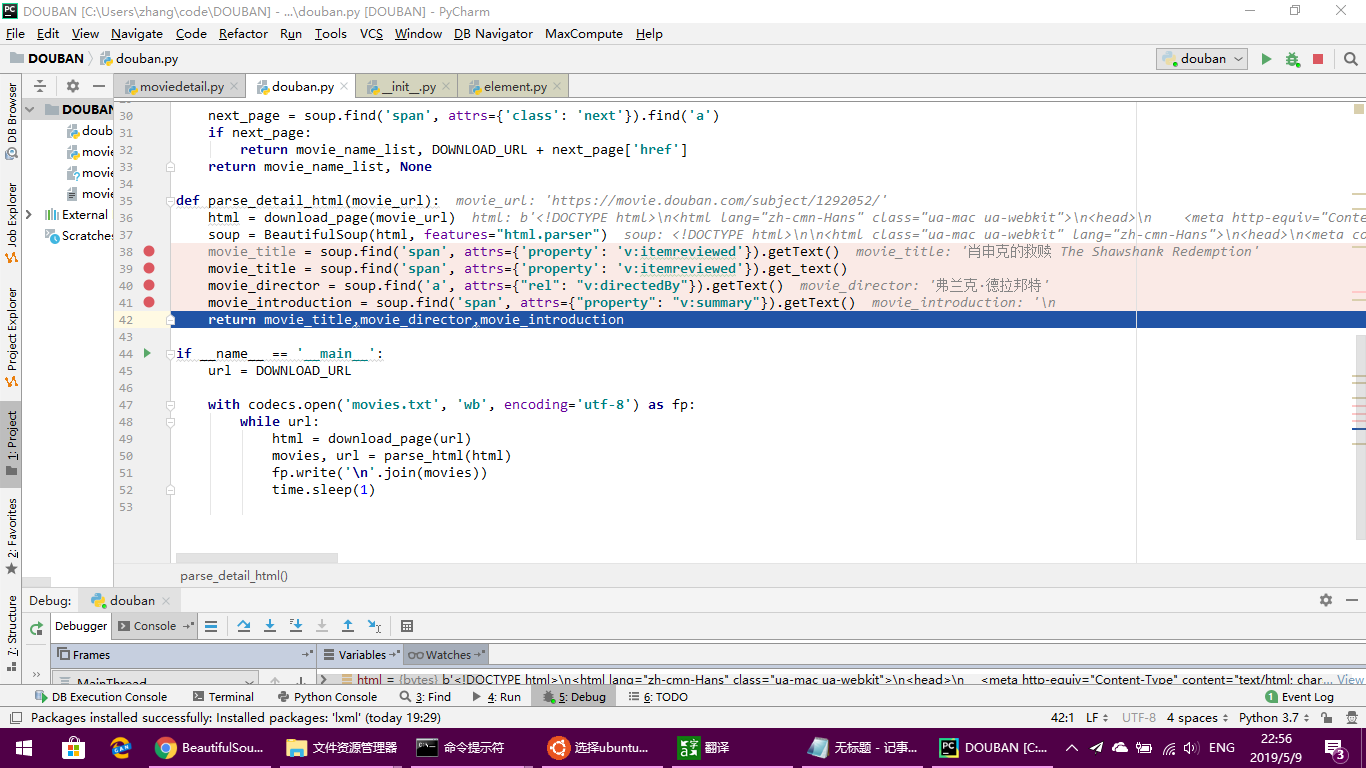 DOUBAN [C:\Users\zhang\code\DOUBAN] - ...\douban.py [DOUBAN] - PyCharm
File Edit View Navigate Code Refactor Run Tools VCS Window DB Navigator MaxCompute Help
DOUBAN douban.py douban
moviedetail.py douban.py __init__.py element.py
DB Browser
Job Explorer
Project Explorer
1: Project
2: Favorites
7: Structure
DOUBAN
doub
movie
movie
movie
External
Scratches
30 next_page = soup.find('span', attrs={'class': 'next'}).find('a')
31 if next_page:
32 return movie_name_list, DOWNLOAD_URL + next_page['href']
33 return movie_name_list, None
34
35 def parse_detail_html(movie_url): movie_url: 'https://movie.douban.com/subject/1292052/'
36 html = download_page(movie_url) html: b'<!DOCTYPE html>\n<html lang="zh-cmn-Hans" class="ua-mac ua-webkit">\n<head>\n <meta http-equiv="Conte
37 soup = BeautifulSoup(html, features="html.parser") soup: <!DOCTYPE html>\n\n<html class="ua-mac ua-webkit" lang="zh-cmn-Hans">\n<head>\n<meta co
38 movie_title = soup.find('span', attrs={'property': 'v:itemreviewed'}).getText() movie_title: '肖申克的救赎 The Shawshank Redemption'
39 movie_title = soup.find('span', attrs={'property': 'v:itemreviewed'}).get_text()
40 movie_director = soup.find('a', attrs={"rel": "v:directedBy"}).getText() movie_director: '弗兰克·德拉邦特'
41 movie_introduction = soup.find('span', attrs={"property": "v:summary"}).getText() movie_introduction: '\n
42 return movie_title,movie_director,movie_introduction
43
44 if __name__ == '__main__':
45 url = DOWNLOAD_URL
46
47 with codecs.open('movies.txt', 'wb', encoding='utf-8') as fp:
48 while url:
49 html = download_page(url)
50 movies, url = parse_html(html)
51 fp.write('\n'.join(movies))
52 time.sleep(1)
53
parse_detail_html()
Debug: douban
Debugger Console
Frames Variables Watches
MainThread html = {bytes} b'<!DOCTYPE html>\n<html lang="zh-cmn-Hans" class="ua-mac ua-webkit">\n<head>\n <meta http-equiv="Content-Type" content="text/html; char... View
DB Execution Console Terminal Python Console 3: Find 4: Run 5: Debug 6: TODO 1 Event Log
Packages installed successfully: Installed packages: 'lxml' (today 19:29) 42:1 LF UTF-8 4 spaces Python 3.7
BeautifulSou... 文件资源管理器 命令提示符 选择ubuntu... 翻译 无标题 - 记事... DOUBAN [C:... ENG 22:56
2019/5/9 3